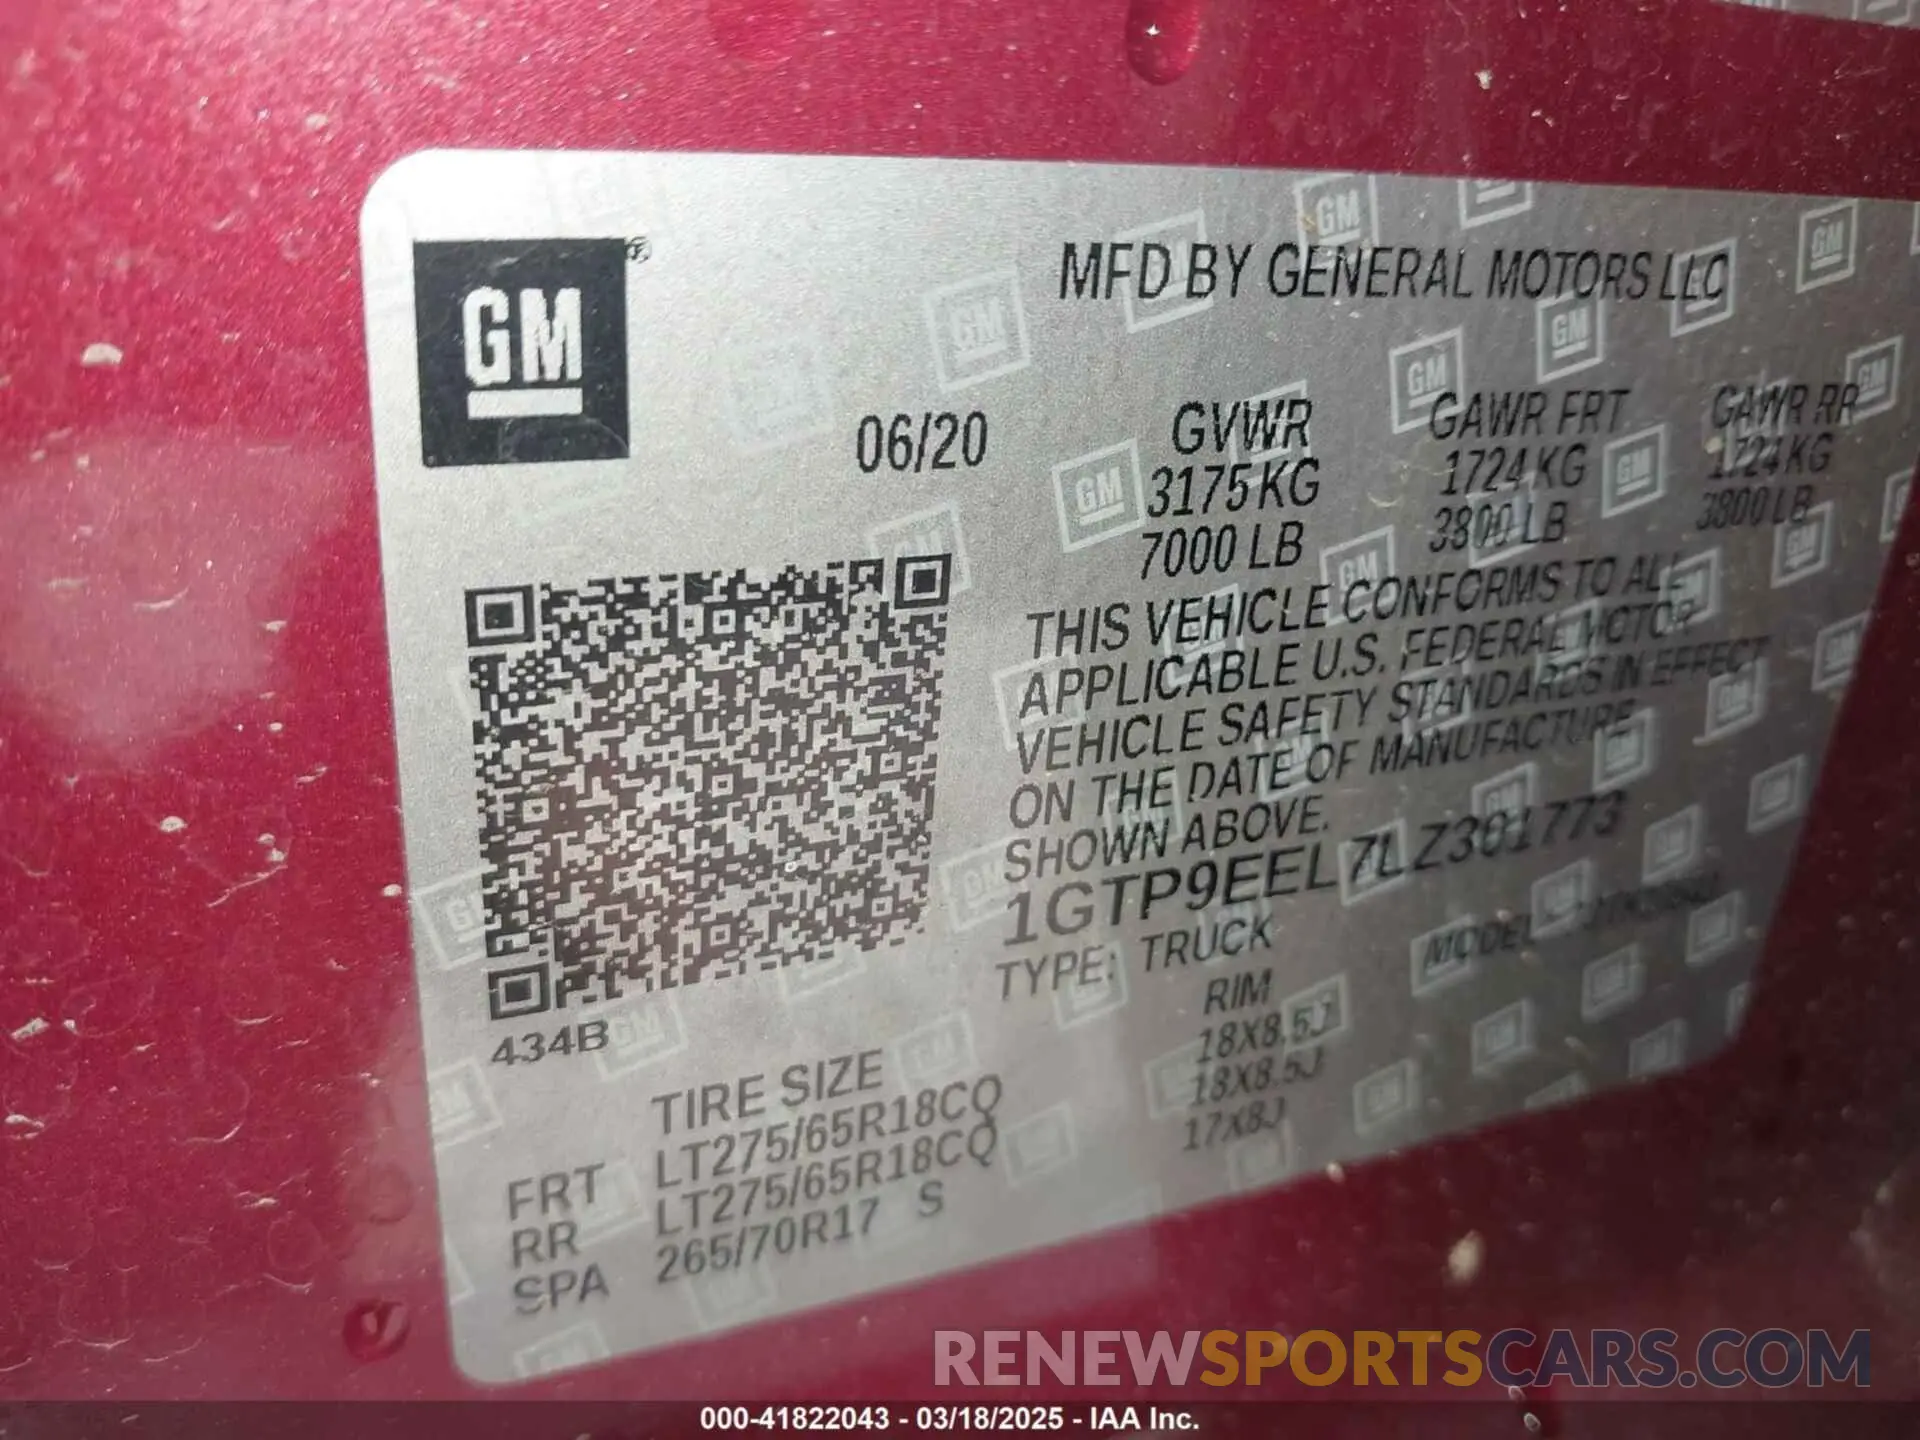 GM®
MFD BY GENERAL MOTORS LLC
06/20
GVWR GAWR FRT GAWR RR
3175 KG 1724 KG 1724 KG
7000 LB 3800 LB 3800 LB
THIS VEHICLE CONFORMS TO ALL
APPLICABLE U.S. FEDERAL MOTOR
VEHICLE SAFETY STANDARDS IN EFFECT
ON THE DATE OF MANUFACTURE
SHOWN ABOVE.
1GTP9EEL7LZ301773
TYPE: TRUCK MODEL:
434B
TIRE SIZE RIM
FRT LT275/65R18CQ 18X8.5J
RR LT275/65R18CQ 18X8.5J
SPA 265/70R17 S 17X8J
RENEWSPORTSCARS.COM
000-41822043 - 03/18/2025 - IAA Inc.